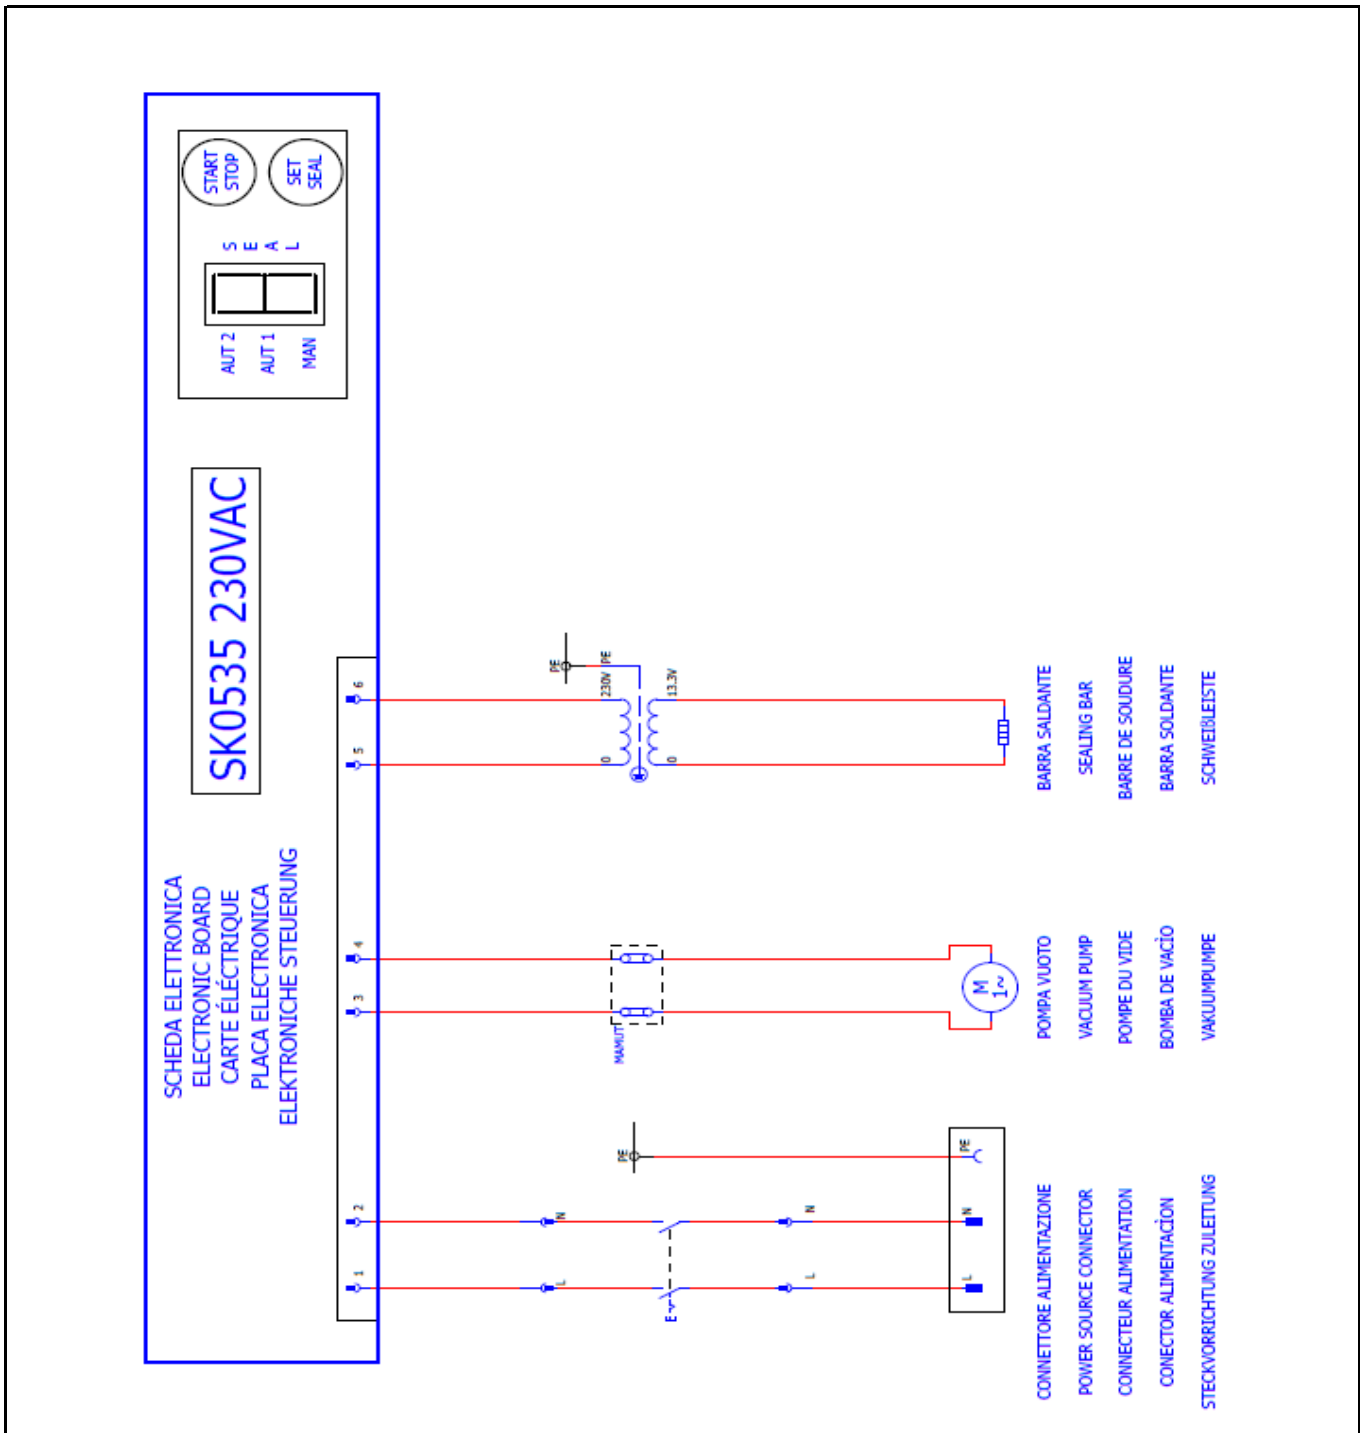 START
STOP
SET
SEAL
S
E
A
L
AUT 2
AUT 1
MAN
SK0535 230VAC
SCHEDA ELETTRONICA
ELECTRONIC BOARD
CARTE ÉLÉCTRIQUE
PLACA ELECTRONICA
ELEKTRONICHE STEUERUNG
1
2
3
4
5
6
L
N
L
N
E
PE
L
N
PE
MAMUT
M
1~
0
230V
PE
PE
0
13.3V
CONNETTORE ALIMENTAZIONE
POWER SOURCE CONNECTOR
CONNECTEUR ALIMENTATION
CONECTOR ALIMENTACÌON
STECKVORRICHTUNG ZULEITUNG
POMPA VUOTO
VACUUM PUMP
POMPE DU VIDE
BOMBA DE VACÌO
VAKUUMPUMPE
BARRA SALDANTE
SEALING BAR
BARRE DE SOUDURE
BARRA SOLDANTE
SCHWEIßLEISTE